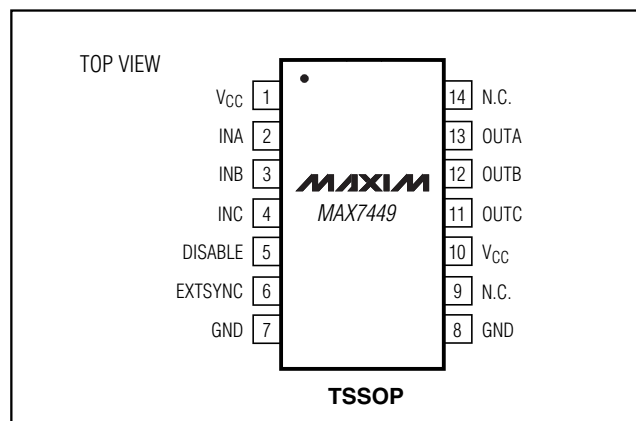 TOP VIEW
VCC 1 14 N.C.
INA 2 13 OUTA
INB 3 12 OUTB
MAXIM
INC 4 MAX7449 11 OUTC
DISABLE 5 10 VCC
EXTSYNC 6 9 N.C.
GND 7 8 GND
TSSOP